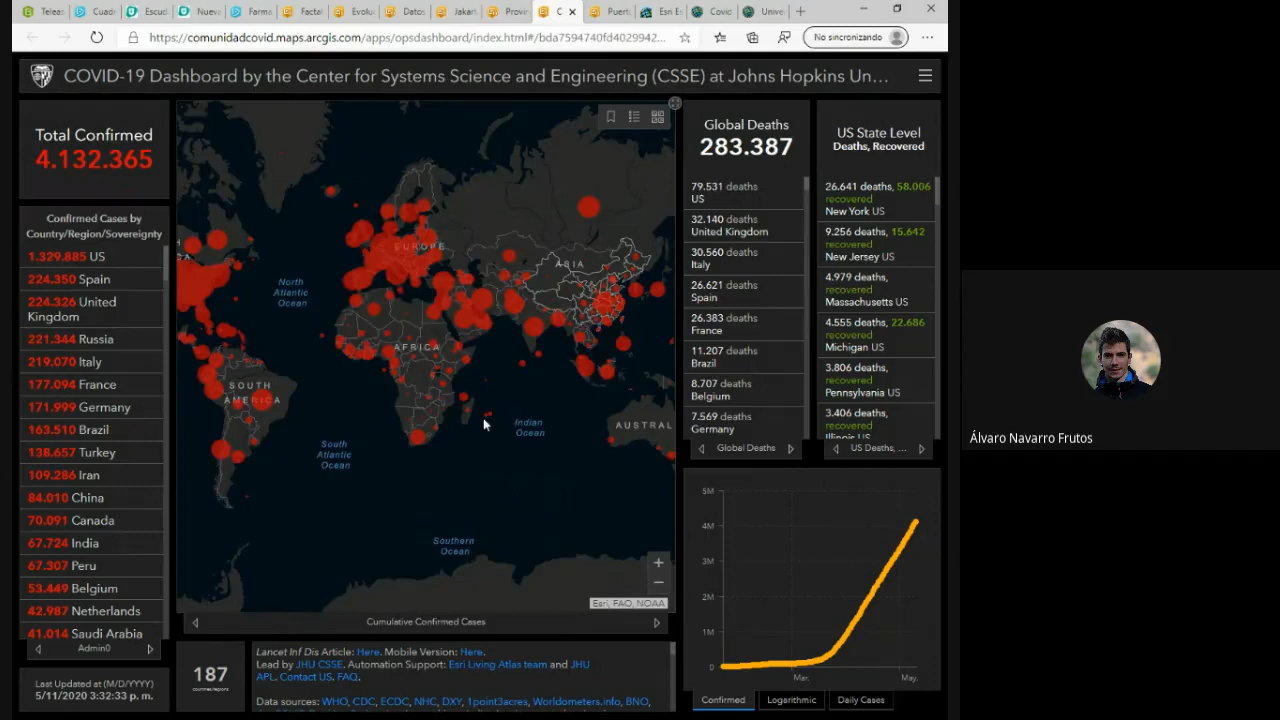 Teleas
Cuadr
Escud
Nueva
Farma
Factal
Evoluc
Datos
Jakart
Provin
C
Puert
Esri Es
Covid
Unive
https://comunidadcovid.maps.arcgis.com/apps/opsdashboard/index.html#/bda7594740fd4029942...
No sincronizando
COVID-19 Dashboard by the Center for Systems Science and Engineering (CSSE) at Johns Hopkins Un...
Total Confirmed
4.132.365
Confirmed Cases by
Country/Region/Sovereignty
1.329.885 US
224.350 Spain
224.326 United
Kingdom
221.344 Russia
219.070 Italy
177.094 France
171.999 Germany
163.510 Brazil
138.657 Turkey
109.286 Iran
84.010 China
70.091 Canada
67.724 India
67.307 Peru
53.449 Belgium
42.987 Netherlands
41.014 Saudi Arabia
Admin0
Last Updated at (M/D/YYYY)
5/11/2020 3:32:33 p. m.
EUROPE
ASIA
North
Atlantic
Ocean
AFRICA
SOUTH
AMERICA
Indian
Ocean
AUSTRAL
South
Atlantic
Ocean
Southern
Ocean
+
−
Esri, FAO, NOAA
Cumulative Confirmed Cases
187
countries/regions
Lancet Inf Dis Article: Here. Mobile Version: Here.
Lead by JHU CSSE. Automation Support: Esri Living Atlas team and JHU
APL. Contact US. FAQ.
Data sources: WHO, CDC, ECDC, NHC, DXY, 1point3acres, Worldometers.info, BNO,
Global Deaths
283.387
79.531 deaths
US
32.140 deaths
United Kingdom
30.560 deaths
Italy
26.621 deaths
Spain
26.383 deaths
France
11.207 deaths
Brazil
8.707 deaths
Belgium
7.569 deaths
Germany
Global Deaths
US State Level
Deaths, Recovered
26.641 deaths, 58.006
recovered
New York US
9.256 deaths, 15.642
recovered
New Jersey US
4.979 deaths,
recovered
Massachusetts US
4.555 deaths, 22.686
recovered
Michigan US
3.806 deaths,
recovered
Pennsylvania US
3.406 deaths,
recovered
Illinois US
US Deaths, ...
5M
4M
3M
2M
1M
0
Mar.
May.
Confirmed
Logarithmic
Daily Cases
Álvaro Navarro Frutos